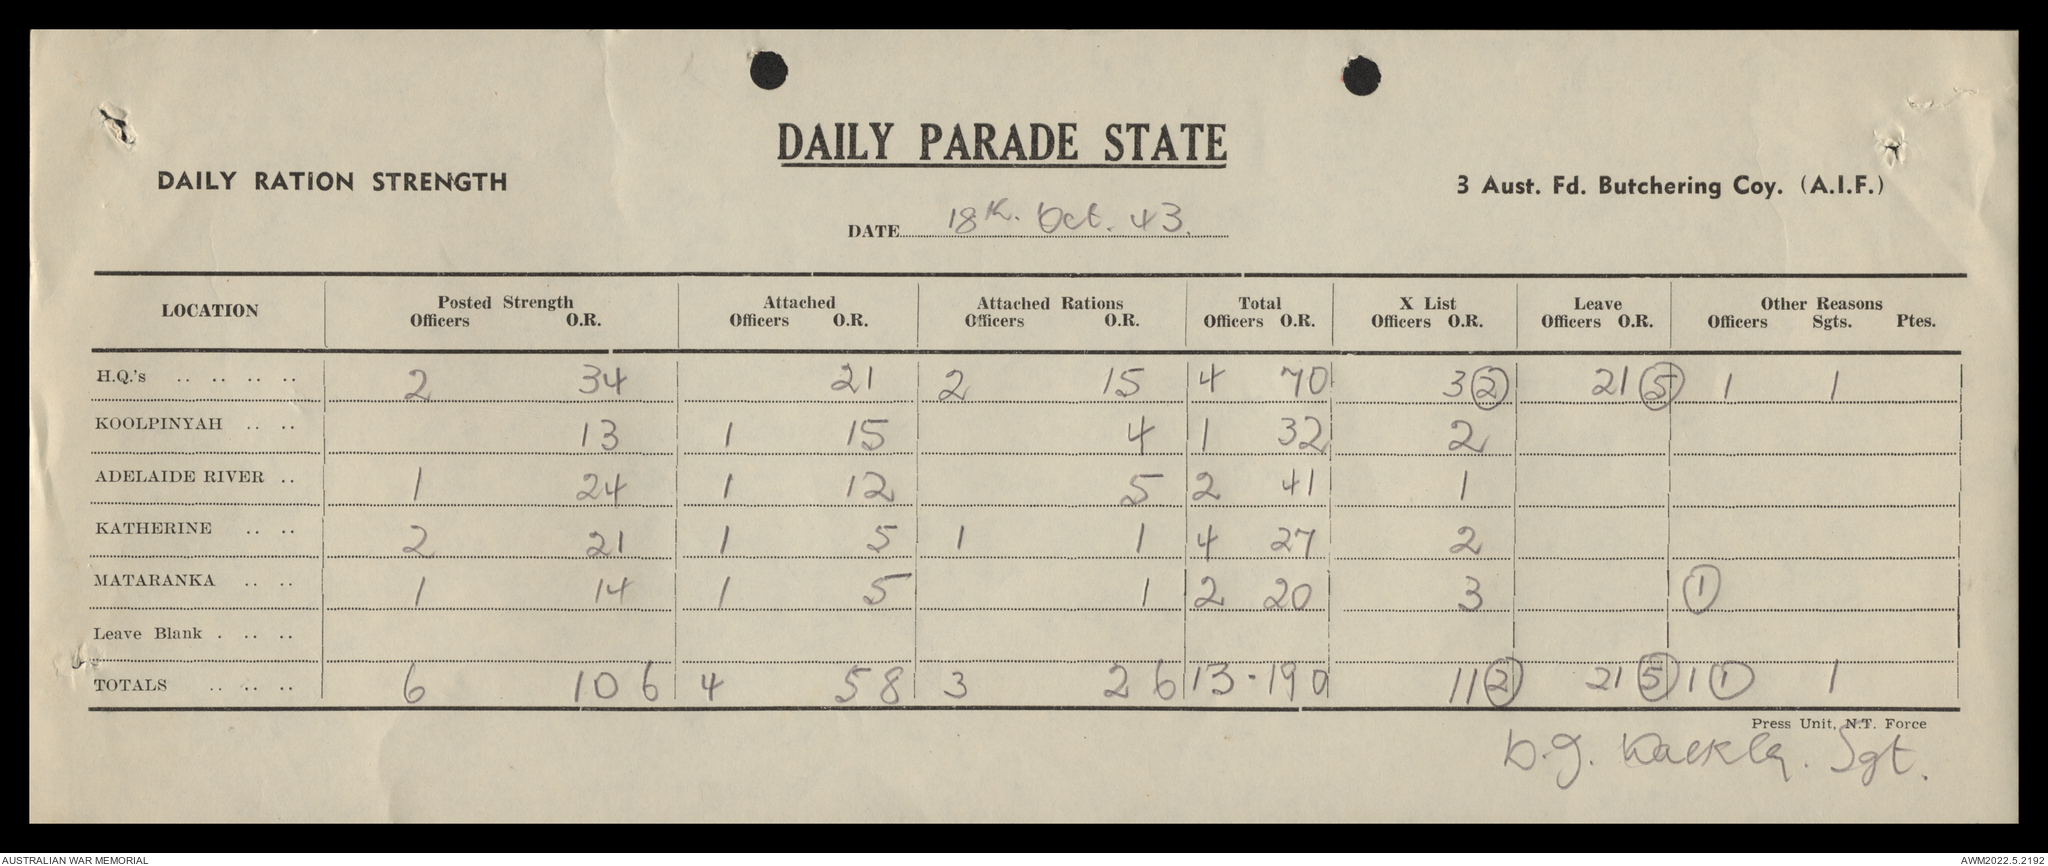 DAILY PARADE STATE
DAILY RATION STRENGTH
3 Aust. Fd. Butchering Coy. (A.I.F.)
DATE 18th. Oct. 43.
LOCATION Posted Strength Attached Attached Rations Total X List Leave Other Reasons
Officers O.R. Officers O.R. Officers O.R. Officers O.R. Officers O.R. Officers O.R. Officers Sgts. Ptes.
H.Q.'s .. .. .. .. 2 34 21 2 15 4 70 3 2 21 5 1 1
KOOLPINYAH .. .. 13 1 15 4 1 32 2
ADELAIDE RIVER .. 1 24 1 12 5 2 41 1
KATHERINE .. .. 2 21 1 5 1 1 4 27 2
MATARANKA .. .. 1 14 1 5 1 2 20 3 1
Leave Blank . .. ..
TOTALS .. .. .. 6 106 4 58 3 26 13 - 190 11 2 21 5 1 1 1
Press Unit, N.T. Force
D.J. Sgt.
AUSTRALIAN WAR MEMORIAL
AWM2022.5.2192